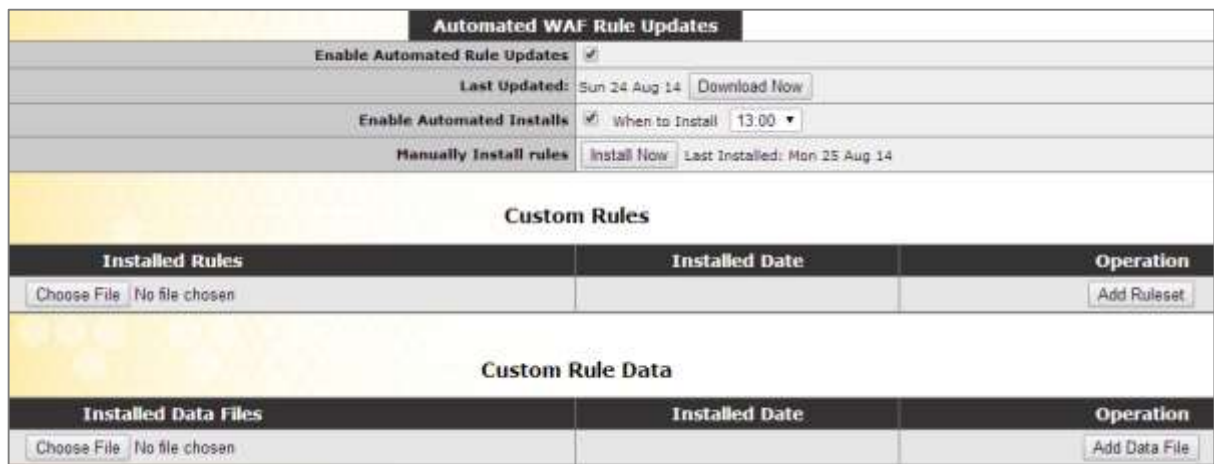 Automated WAF Rule Updates
Enable Automated Rule Updates
Last Updated: Sun 24 Aug 14 Download Now
Enable Automated Installs When to Install 13:00
Manually Install rules Install Now Last Installed: Mon 25 Aug 14
Custom Rules
Installed Rules Installed Date Operation
Choose File No file chosen Add Ruleset
Custom Rule Data
Installed Data Files Installed Date Operation
Choose File No file chosen Add Data File